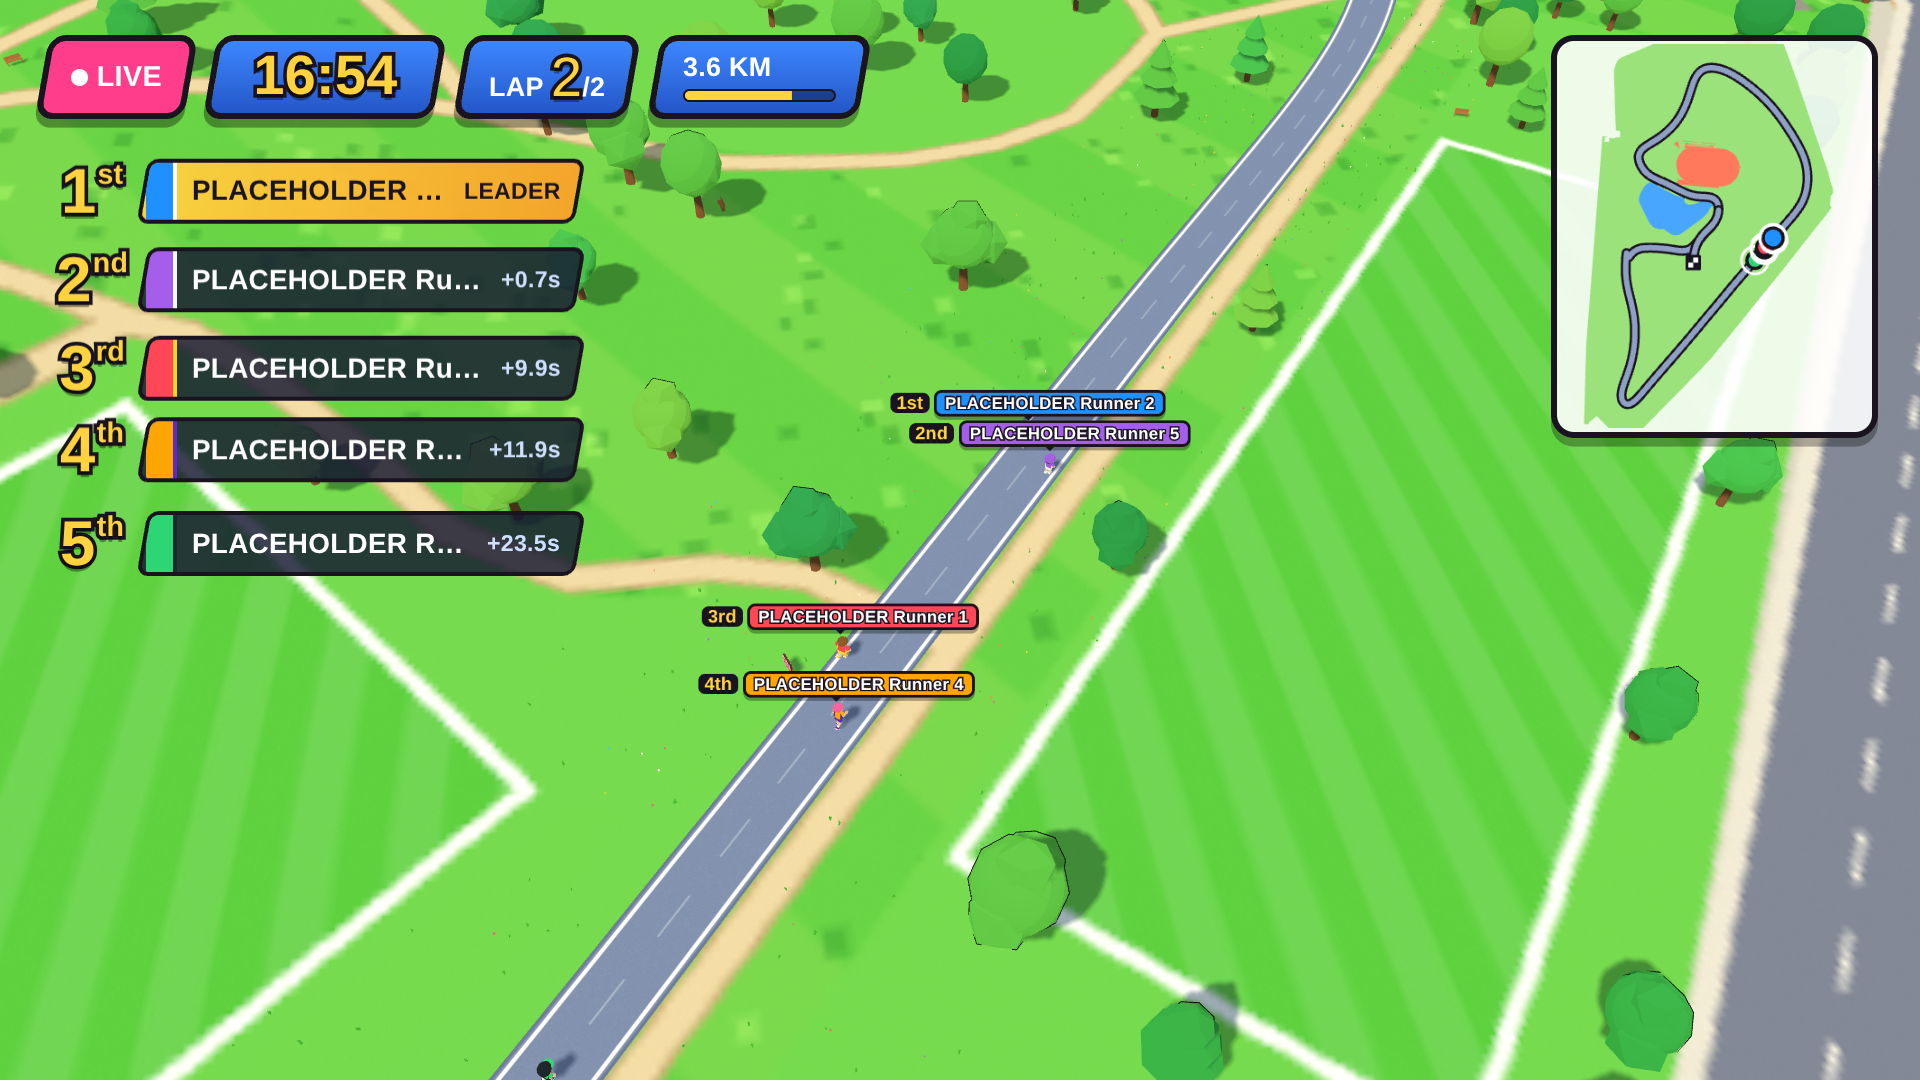 LIVE
16:54
LAP 2/2
3.6 KM
1st PLACEHOLDER ... LEADER
2nd PLACEHOLDER Ru... +0.7s
3rd PLACEHOLDER Ru... +9.9s
4th PLACEHOLDER R... +11.9s
5th PLACEHOLDER R... +23.5s
1st PLACEHOLDER Runner 2
2nd PLACEHOLDER Runner 5
3rd PLACEHOLDER Runner 1
4th PLACEHOLDER Runner 4